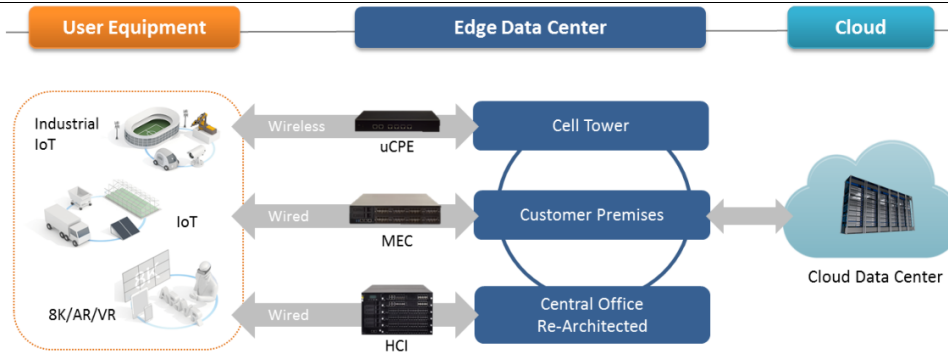 User Equipment
Edge Data Center
Cloud
Industrial
IoT
Wireless
uCPE
Cell Tower
IoT
Wired
MEC
Customer Premises
Cloud Data Center
8K
8K/AR/VR
Wired
HCI
Central Office
Re-Architected